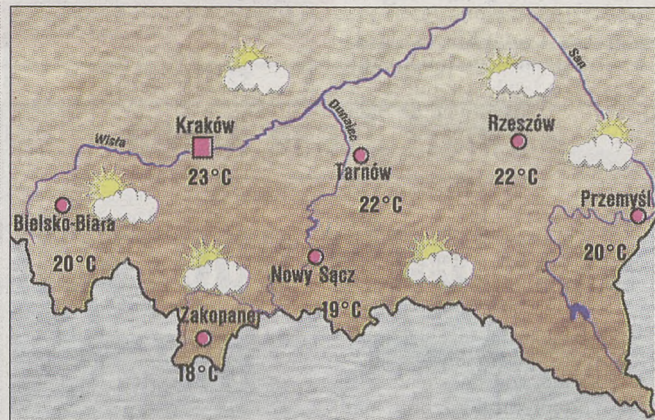 San
Dunajec
Kraków
Rzeszów
Wisła
23°C
Tarnów
22°C
22°C
Przemyśl
Bielsko-Biała
20°C
20°C
Nowy Sącz
19°C
Zakopane
18°C